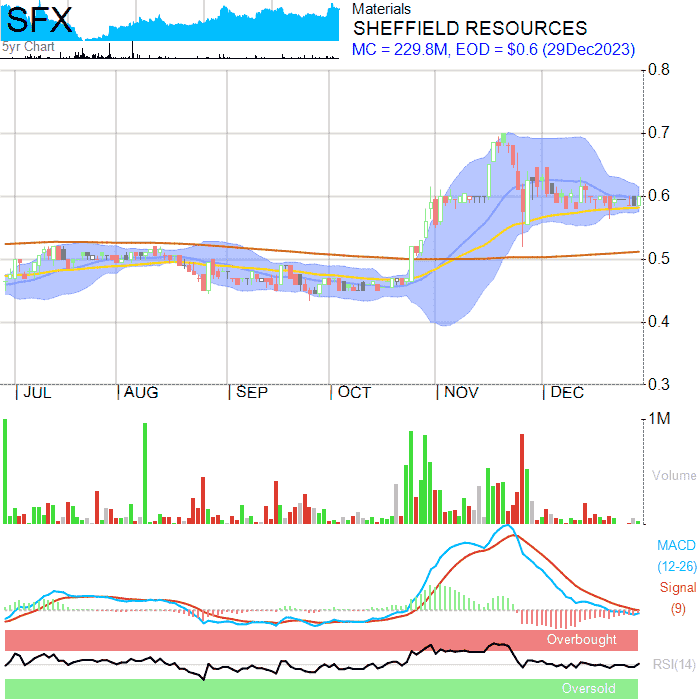 SFX
5yr Chart
Materials
SHEFFIELD RESOURCES
MC = 229.8M, EOD = $0.6 (29Dec2023)
0.8
0.7
0.6
0.5
0.4
0.3
JUL AUG SEP OCT NOV DEC
1M
Volume
MACD
(12-26)
Signal
(9)
Overbought
RSI(14)
Oversold